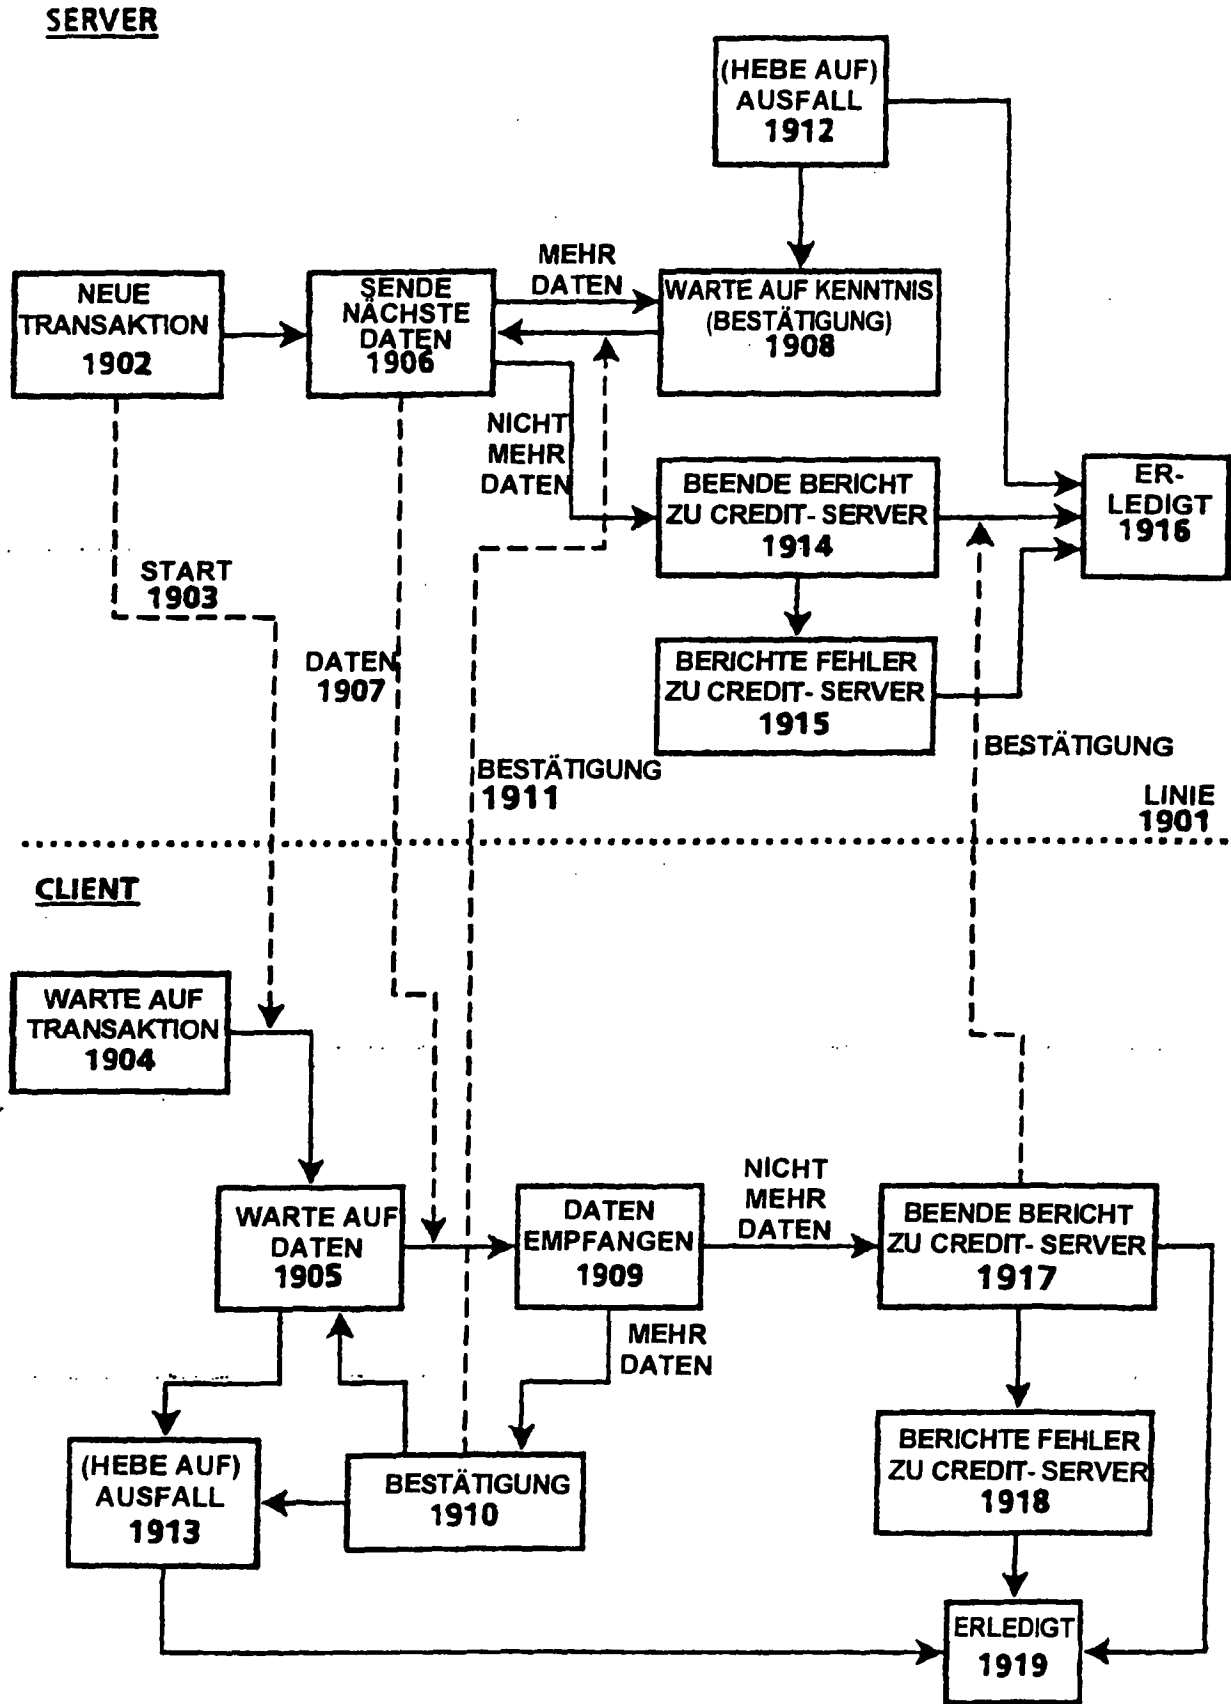 SERVER
(HEBE AUF)
AUSFALL
1912
NEUE
TRANSAKTION
1902
SENDE
NÄCHSTE
DATEN
1906
MEHR
DATEN
WARTE AUF KENNTNIS
(BESTÄTIGUNG)
1908
NICHT
MEHR
DATEN
BEENDE BERICHT
ZU CREDIT- SERVER
1914
ER-
LEDIGT
1916
START
1903
DATEN
1907
BERICHTE FEHLER
ZU CREDIT- SERVER
1915
BESTÄTIGUNG
1911
BESTÄTIGUNG
LINIE
1901
CLIENT
WARTE AUF
TRANSAKTION
1904
WARTE AUF
DATEN
1905
DATEN
EMPFANGEN
1909
NICHT
MEHR
DATEN
BEENDE BERICHT
ZU CREDIT- SERVER
1917
MEHR
DATEN
(HEBE AUF)
AUSFALL
1913
BESTÄTIGUNG
1910
BERICHTE FEHLER
ZU CREDIT- SERVER
1918
ERLEDIGT
1919